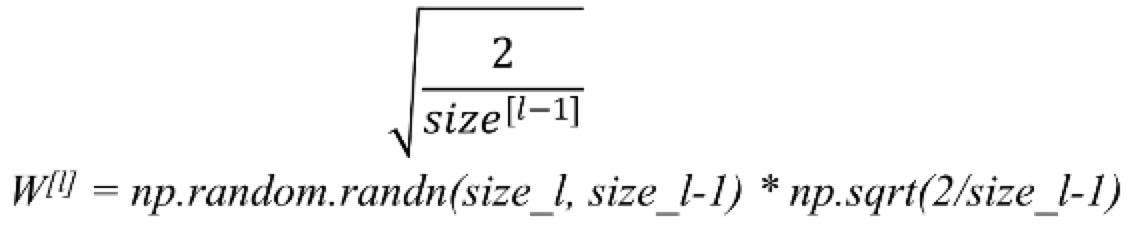 √(2 / size^[l−1])
W^[l] = np.random.randn(size_l, size_l-1) * np.sqrt(2/size_l-1)